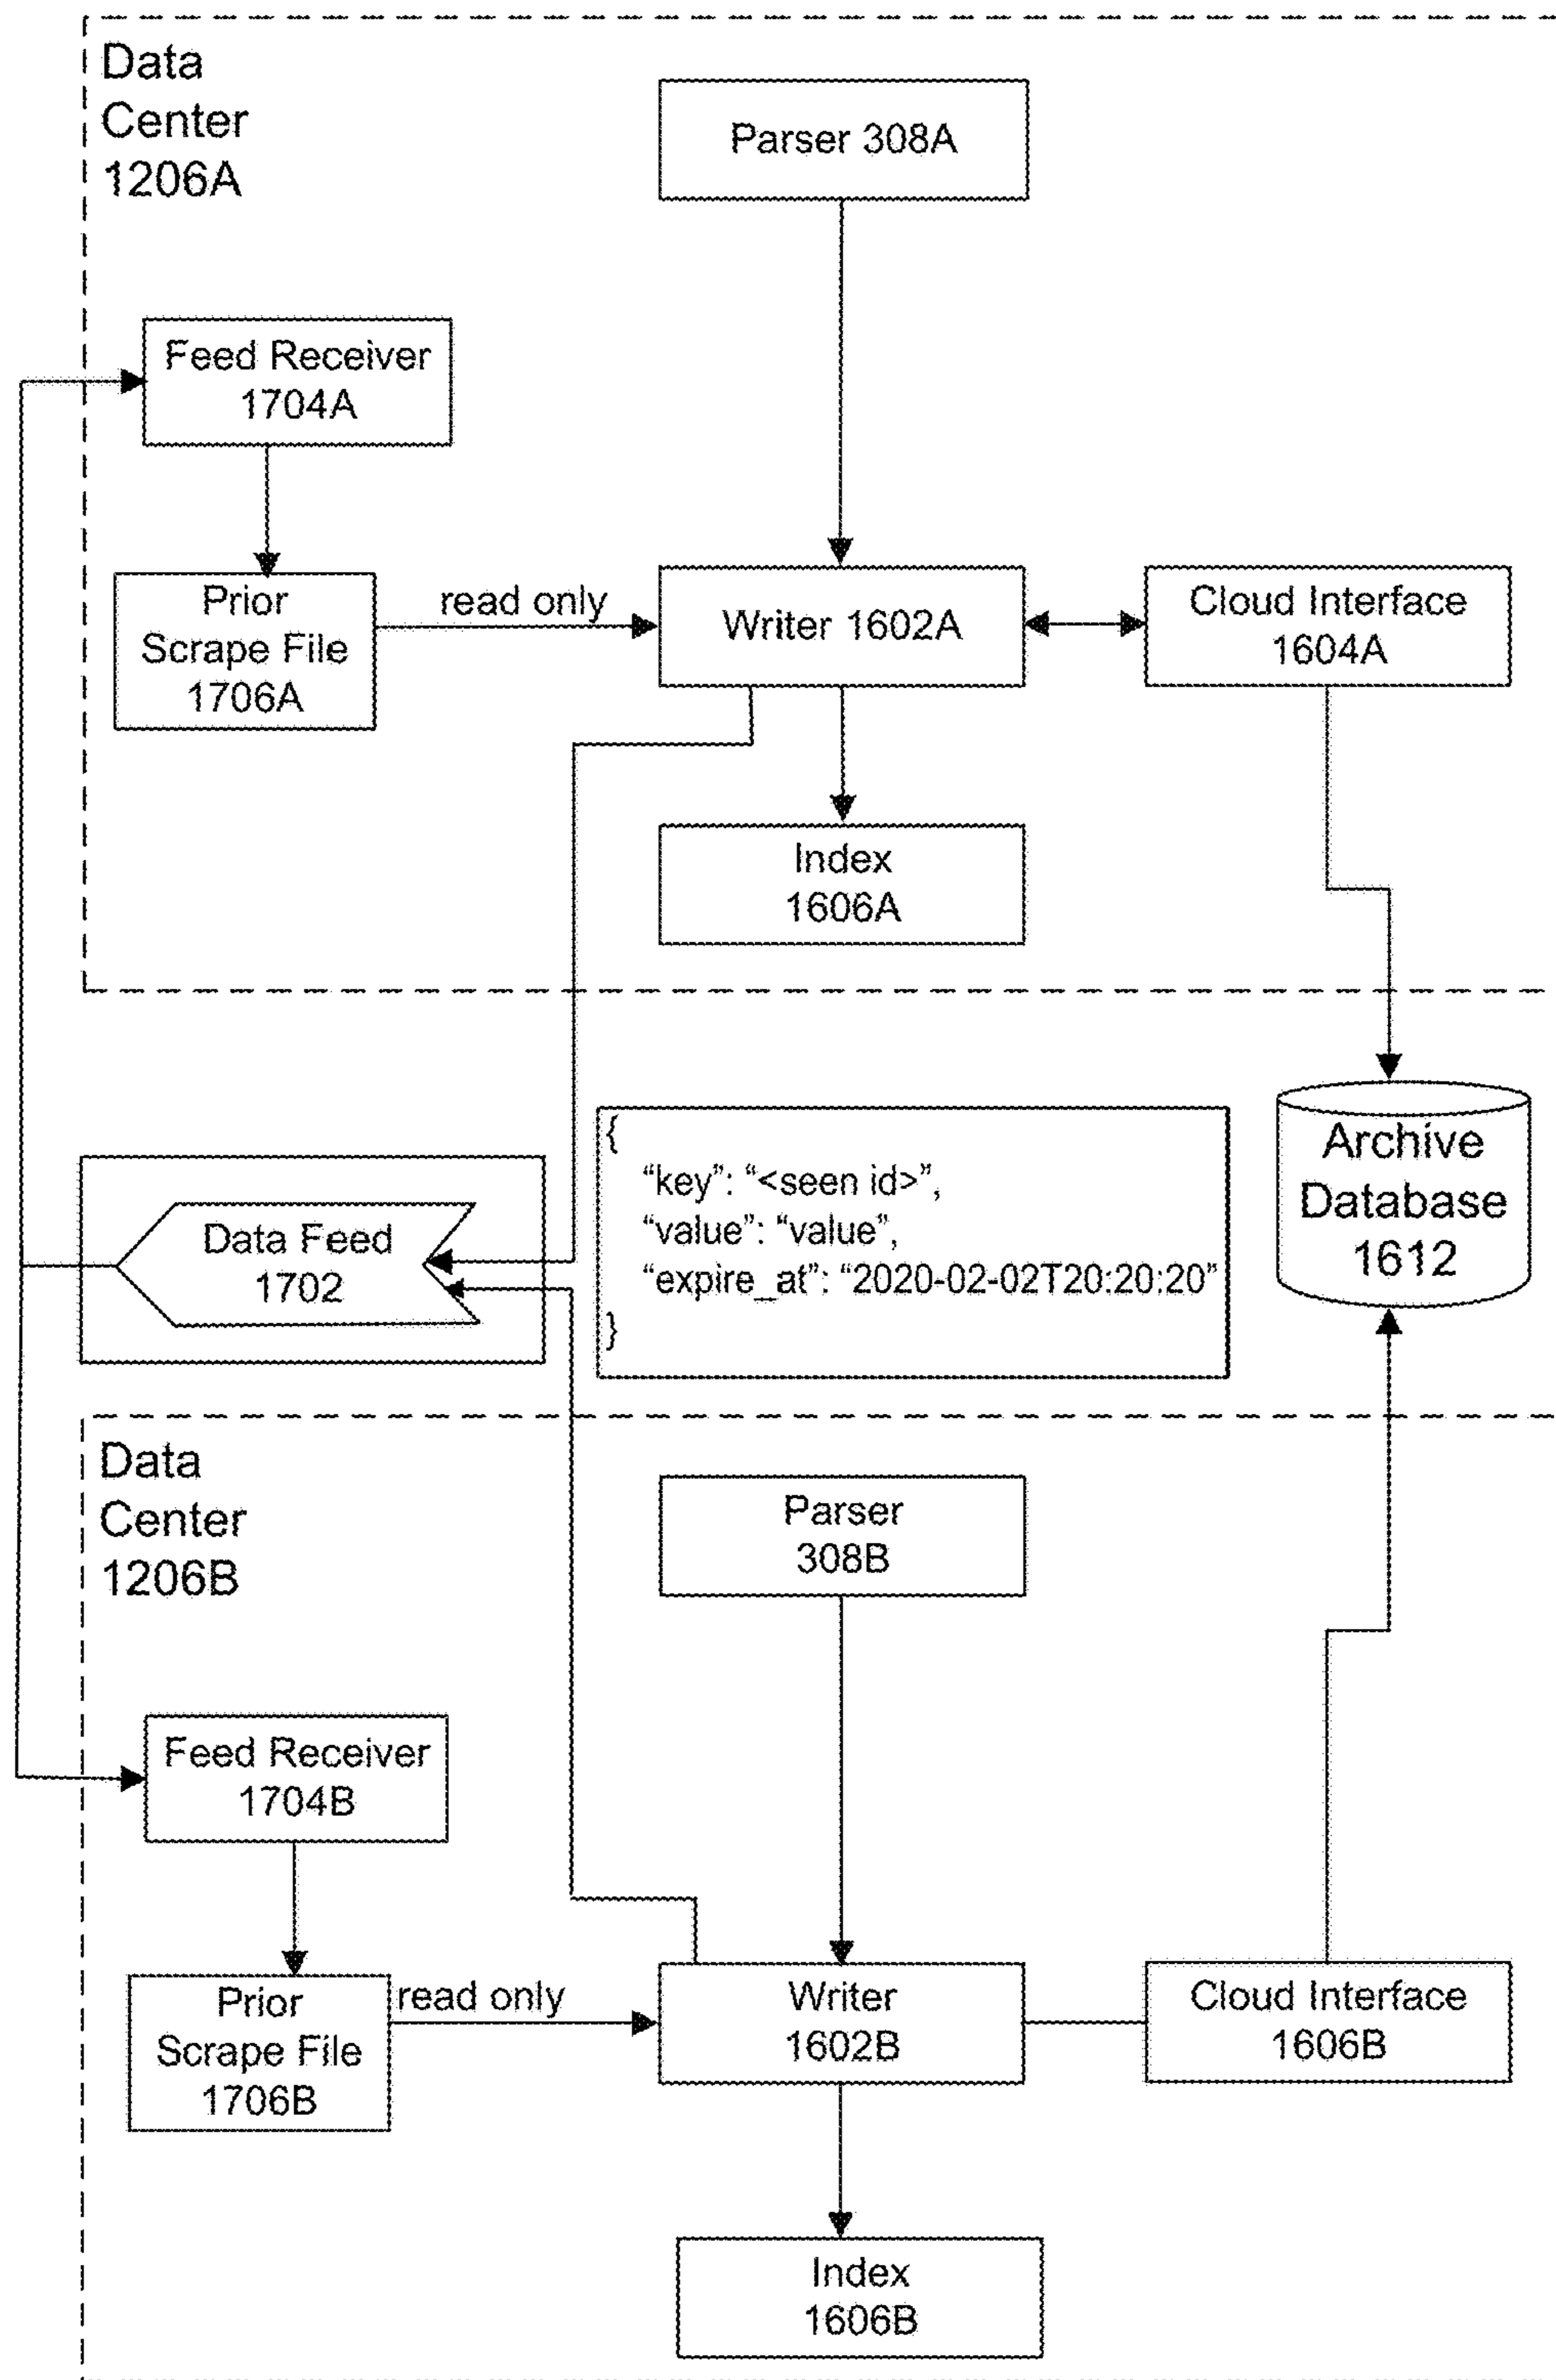 Data
Center
1206A
Parser 308A
Feed Receiver
1704A
Prior
Scrape File
1706A
read only
Writer 1602A
Cloud Interface
1604A
Index
1606A
Data Feed
1702
{
“key”: “<seen id>”,
“value”: “value”,
“expire_at”: “2020-02-02T20:20:20”
}
Archive
Database
1612
Data
Center
1206B
Parser
308B
Feed Receiver
1704B
Prior
Scrape File
1706B
read only
Writer
1602B
Cloud Interface
1606B
Index
1606B